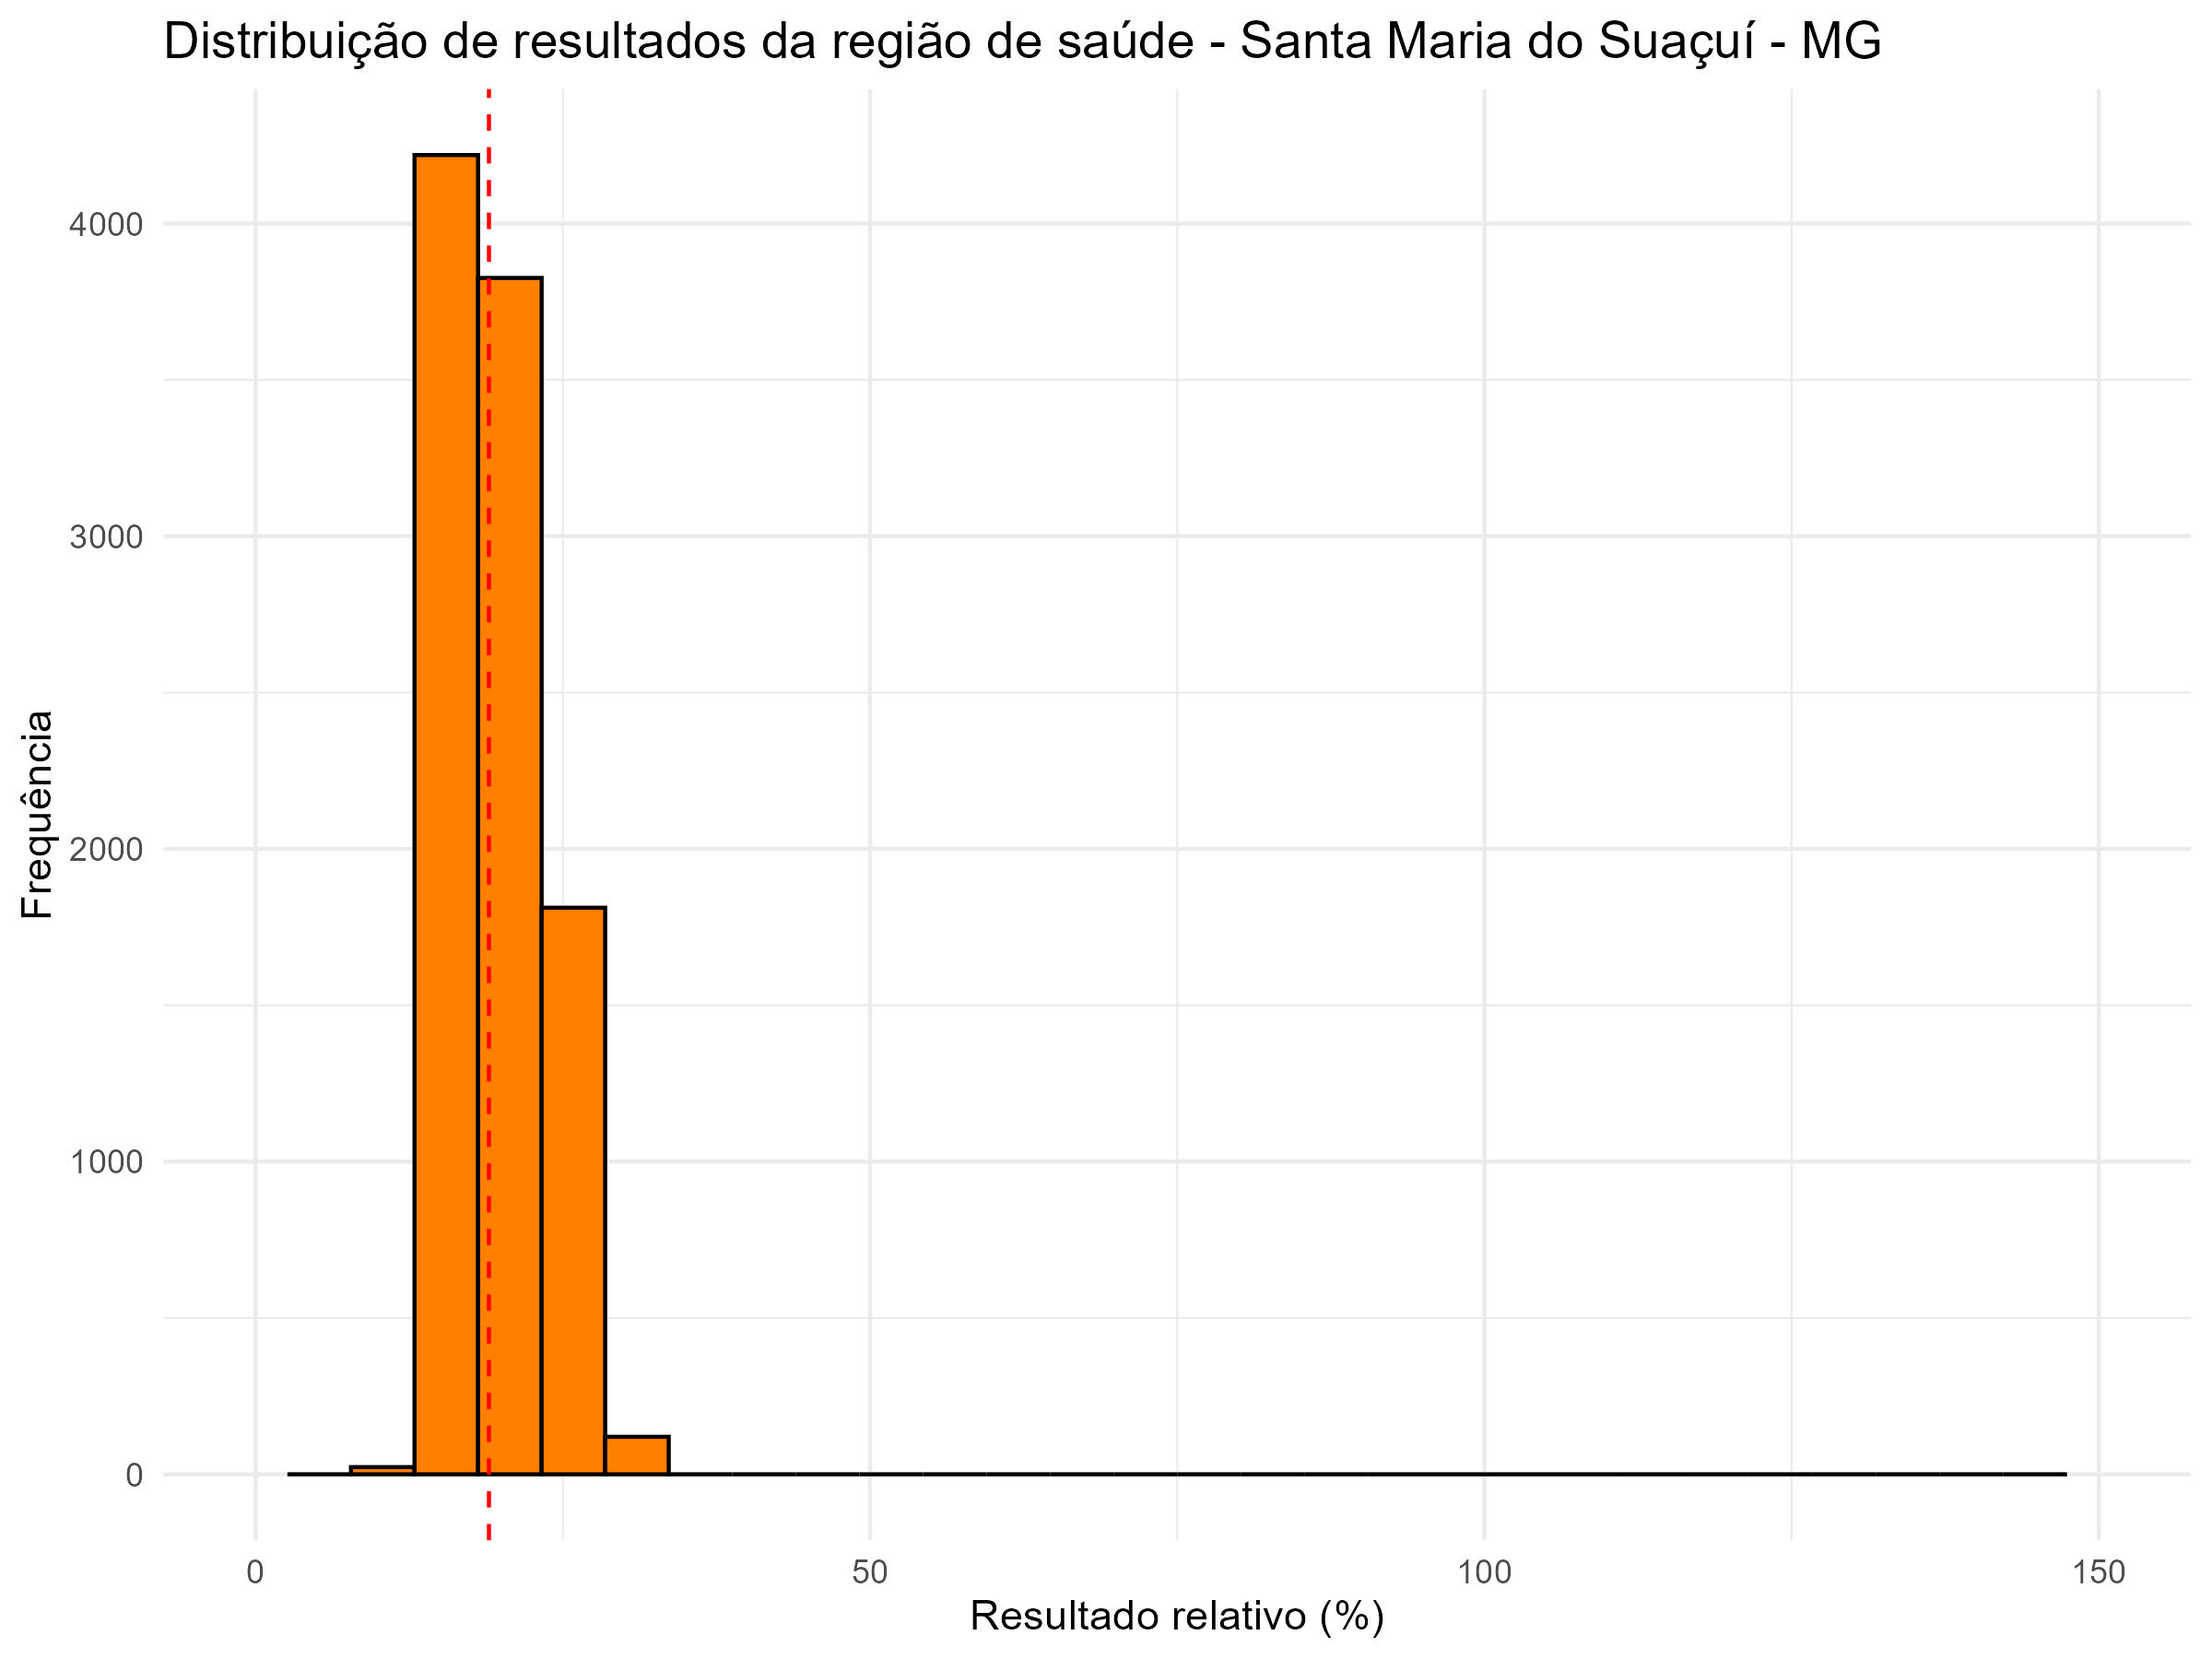 Distribuição de resultados da região de saúde - Santa Maria do Suaçuí - MG
Frequência
4000
3000
2000
1000
0
0 50 100 150
Resultado relativo (%)